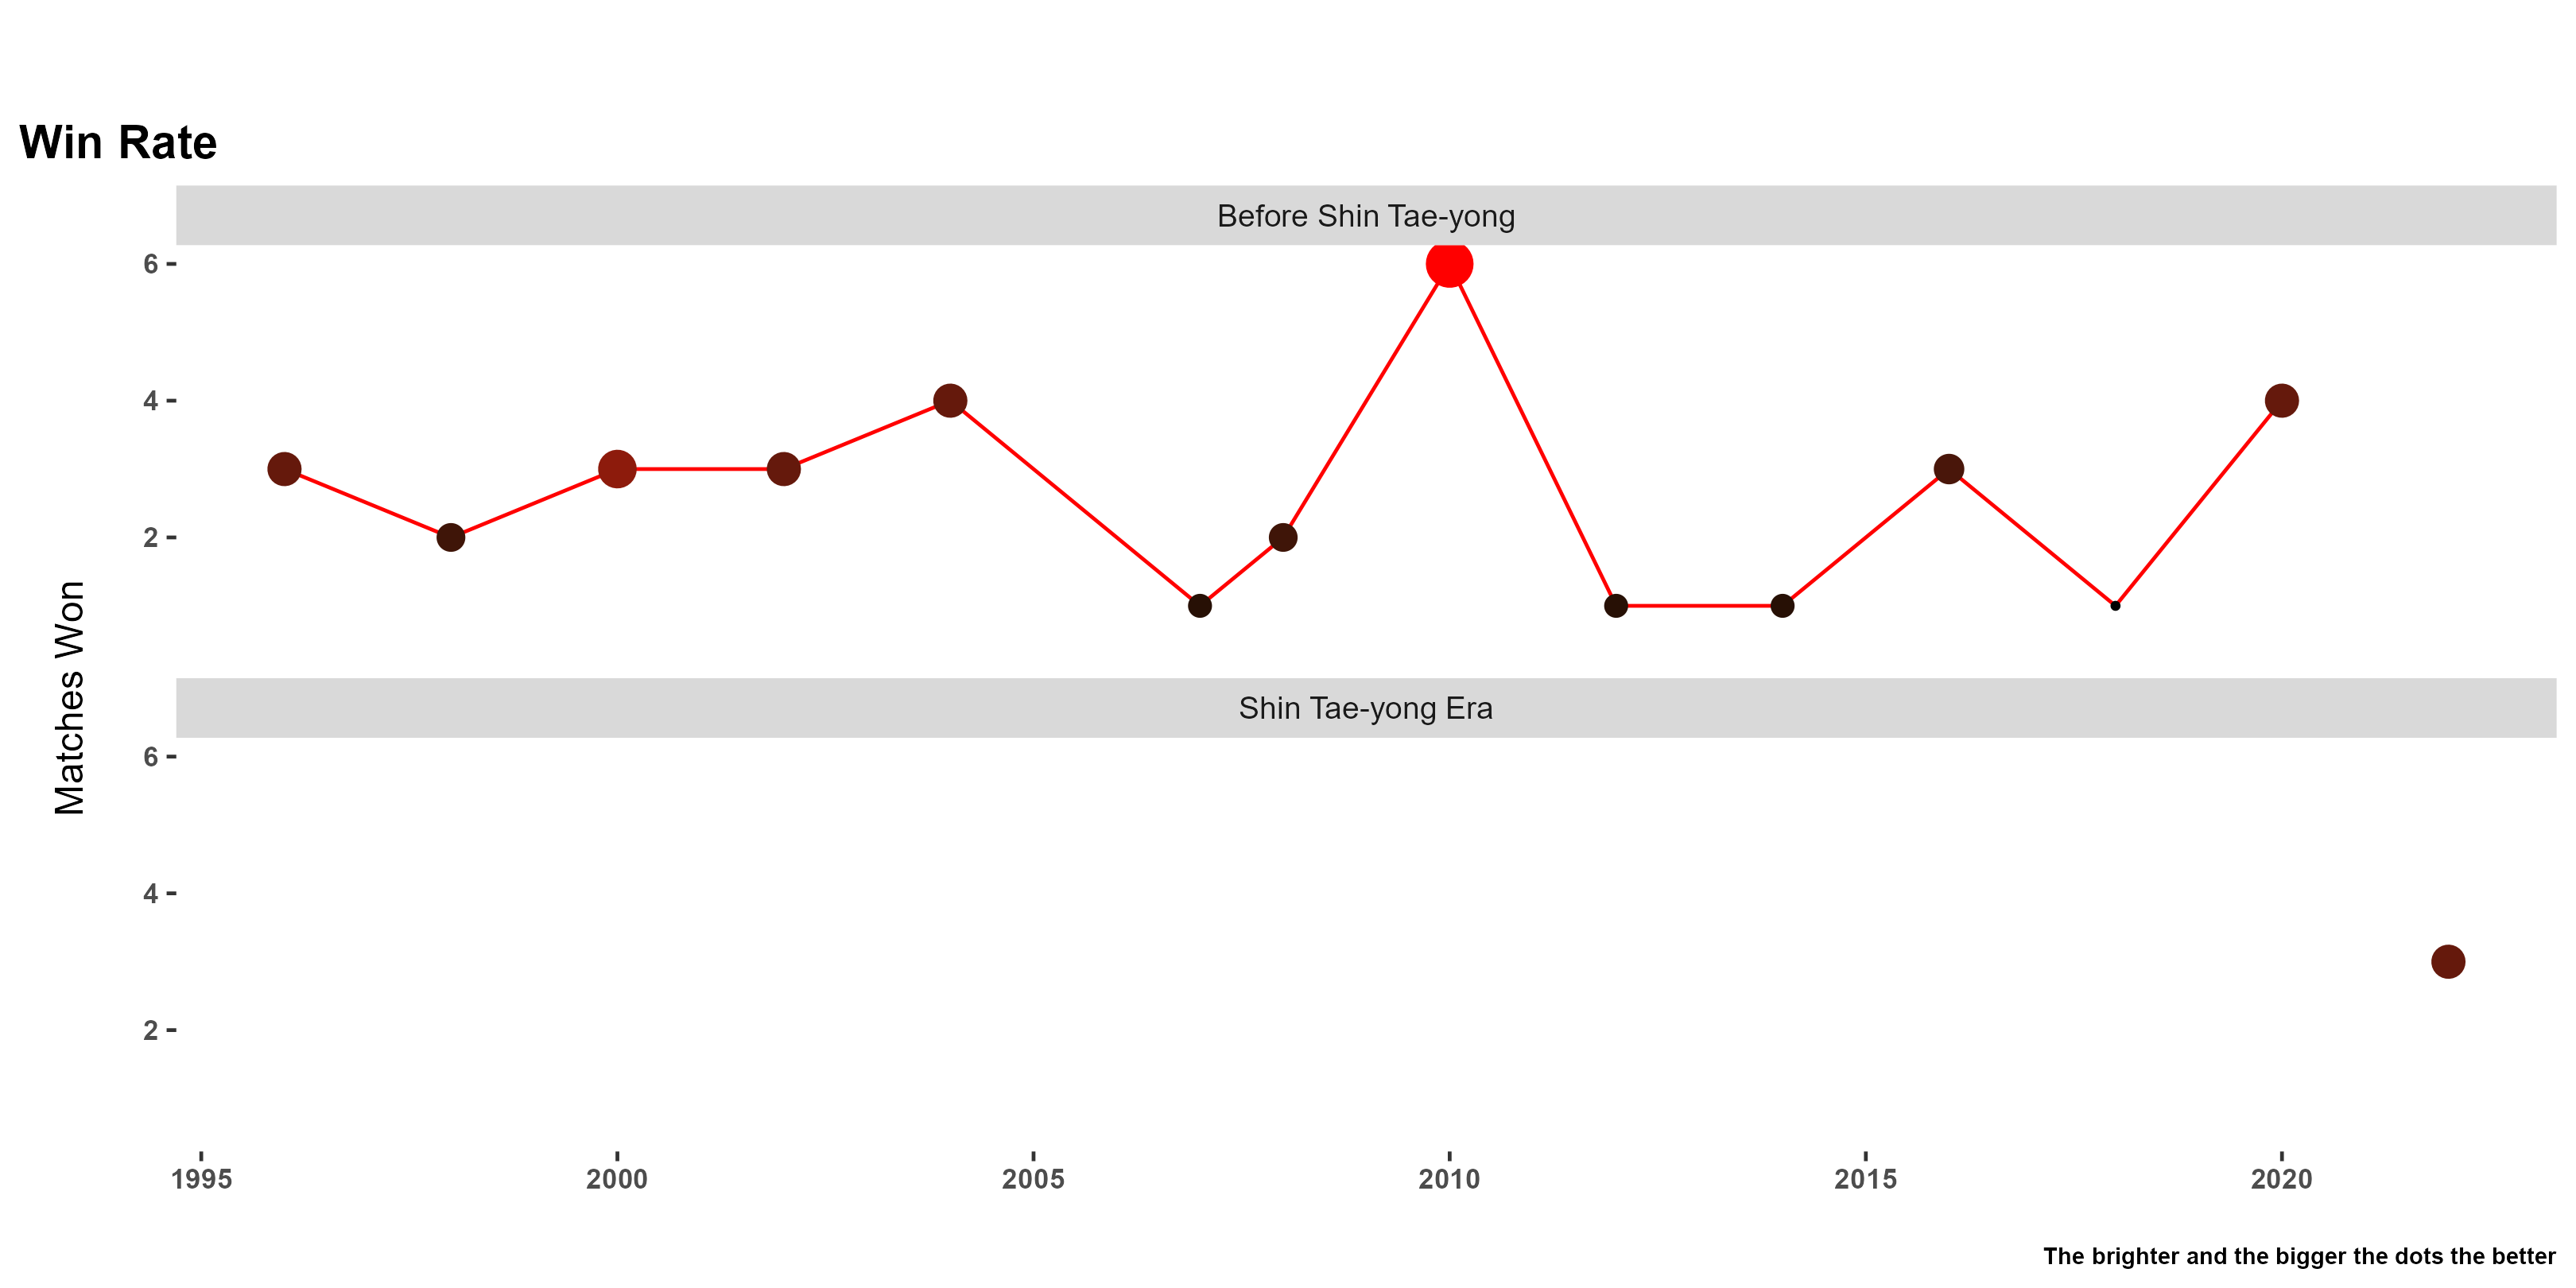 Win Rate
Before Shin Tae-yong
6
4
2
Matches Won
Shin Tae-yong Era
6
4
2
1995 2000 2005 2010 2015 2020
The brighter and the bigger the dots the better